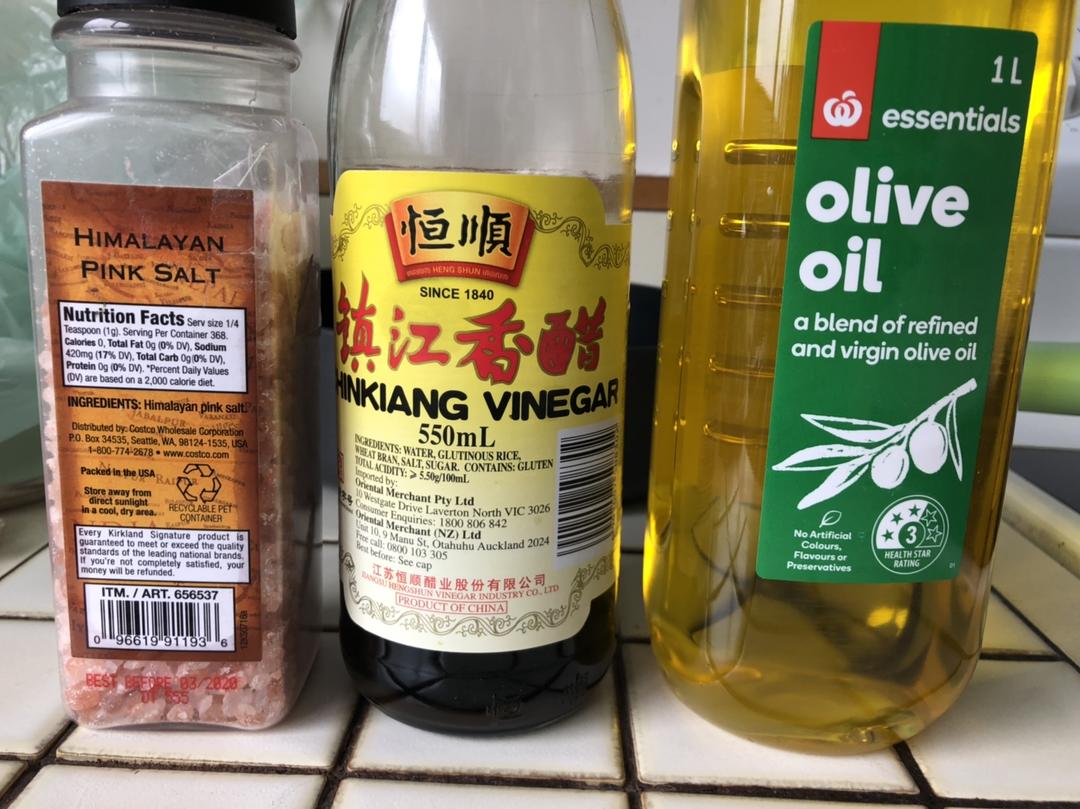 HIMALAYAN
PINK SALT
Nutrition Facts Serv size 1/4
Teaspoon (1g). Serving Per Container 368.
Calories 0, Total Fat 0g (0% DV), Sodium
420mg (17% DV), Total Carb 0g(0% DV),
Protein 0g (0% DV). *Percent Daily Values
(DV) are based on a 2,000 calorie diet.
INGREDIENTS: Himalayan pink salt.
Distributed by: Costco Wholesale Corporation
P.O. Box 34535, Seattle, WA, 98124-1535, USA
1-800-774-2678 • www.costco.com
Packed in the USA
Store away from
direct sunlight
in a cool, dry area.
RECYCLABLE PET
CONTAINER
Every Kirkland Signature product is
guaranteed to meet or exceed the quality
standards of the leading national brands.
If you're not completely satisfied, your
money will be refunded.
ITM./ ART. 656537
0 96619 91193 6
BEST BEFORE 03/2020
恒順
HENG SHUN
SINCE 1840
镇江香醋
HINKIANG VINEGAR
550mL
INGREDIENTS: WATER, GLUTINOUS RICE,
WHEAT BRAN, SALT, SUGAR. CONTAINS: GLUTEN
TOTAL ACIDITY: ⩾ 5.50g/100mL
Imported by:
Oriental Merchant Pty Ltd
10 Westgate Drive Laverton North VIC 3026
Consumer Enquiries: 1800 806 842
Oriental Merchant (NZ) Ltd
Unit 10, 9 Manu St, Otahuhu Auckland 2024
Free call: 0800 103 305
Best before: See cap
江苏恒顺醋业股份有限公司
JIANGSU HENGSHUN VINEGAR INDUSTRY CO., LTD
PRODUCT OF CHINA
1L
essentials
olive
oil
a blend of refined
and virgin olive oil
No Artificial
Colours,
Flavours or
Preservatives
3
HEALTH STAR
RATING